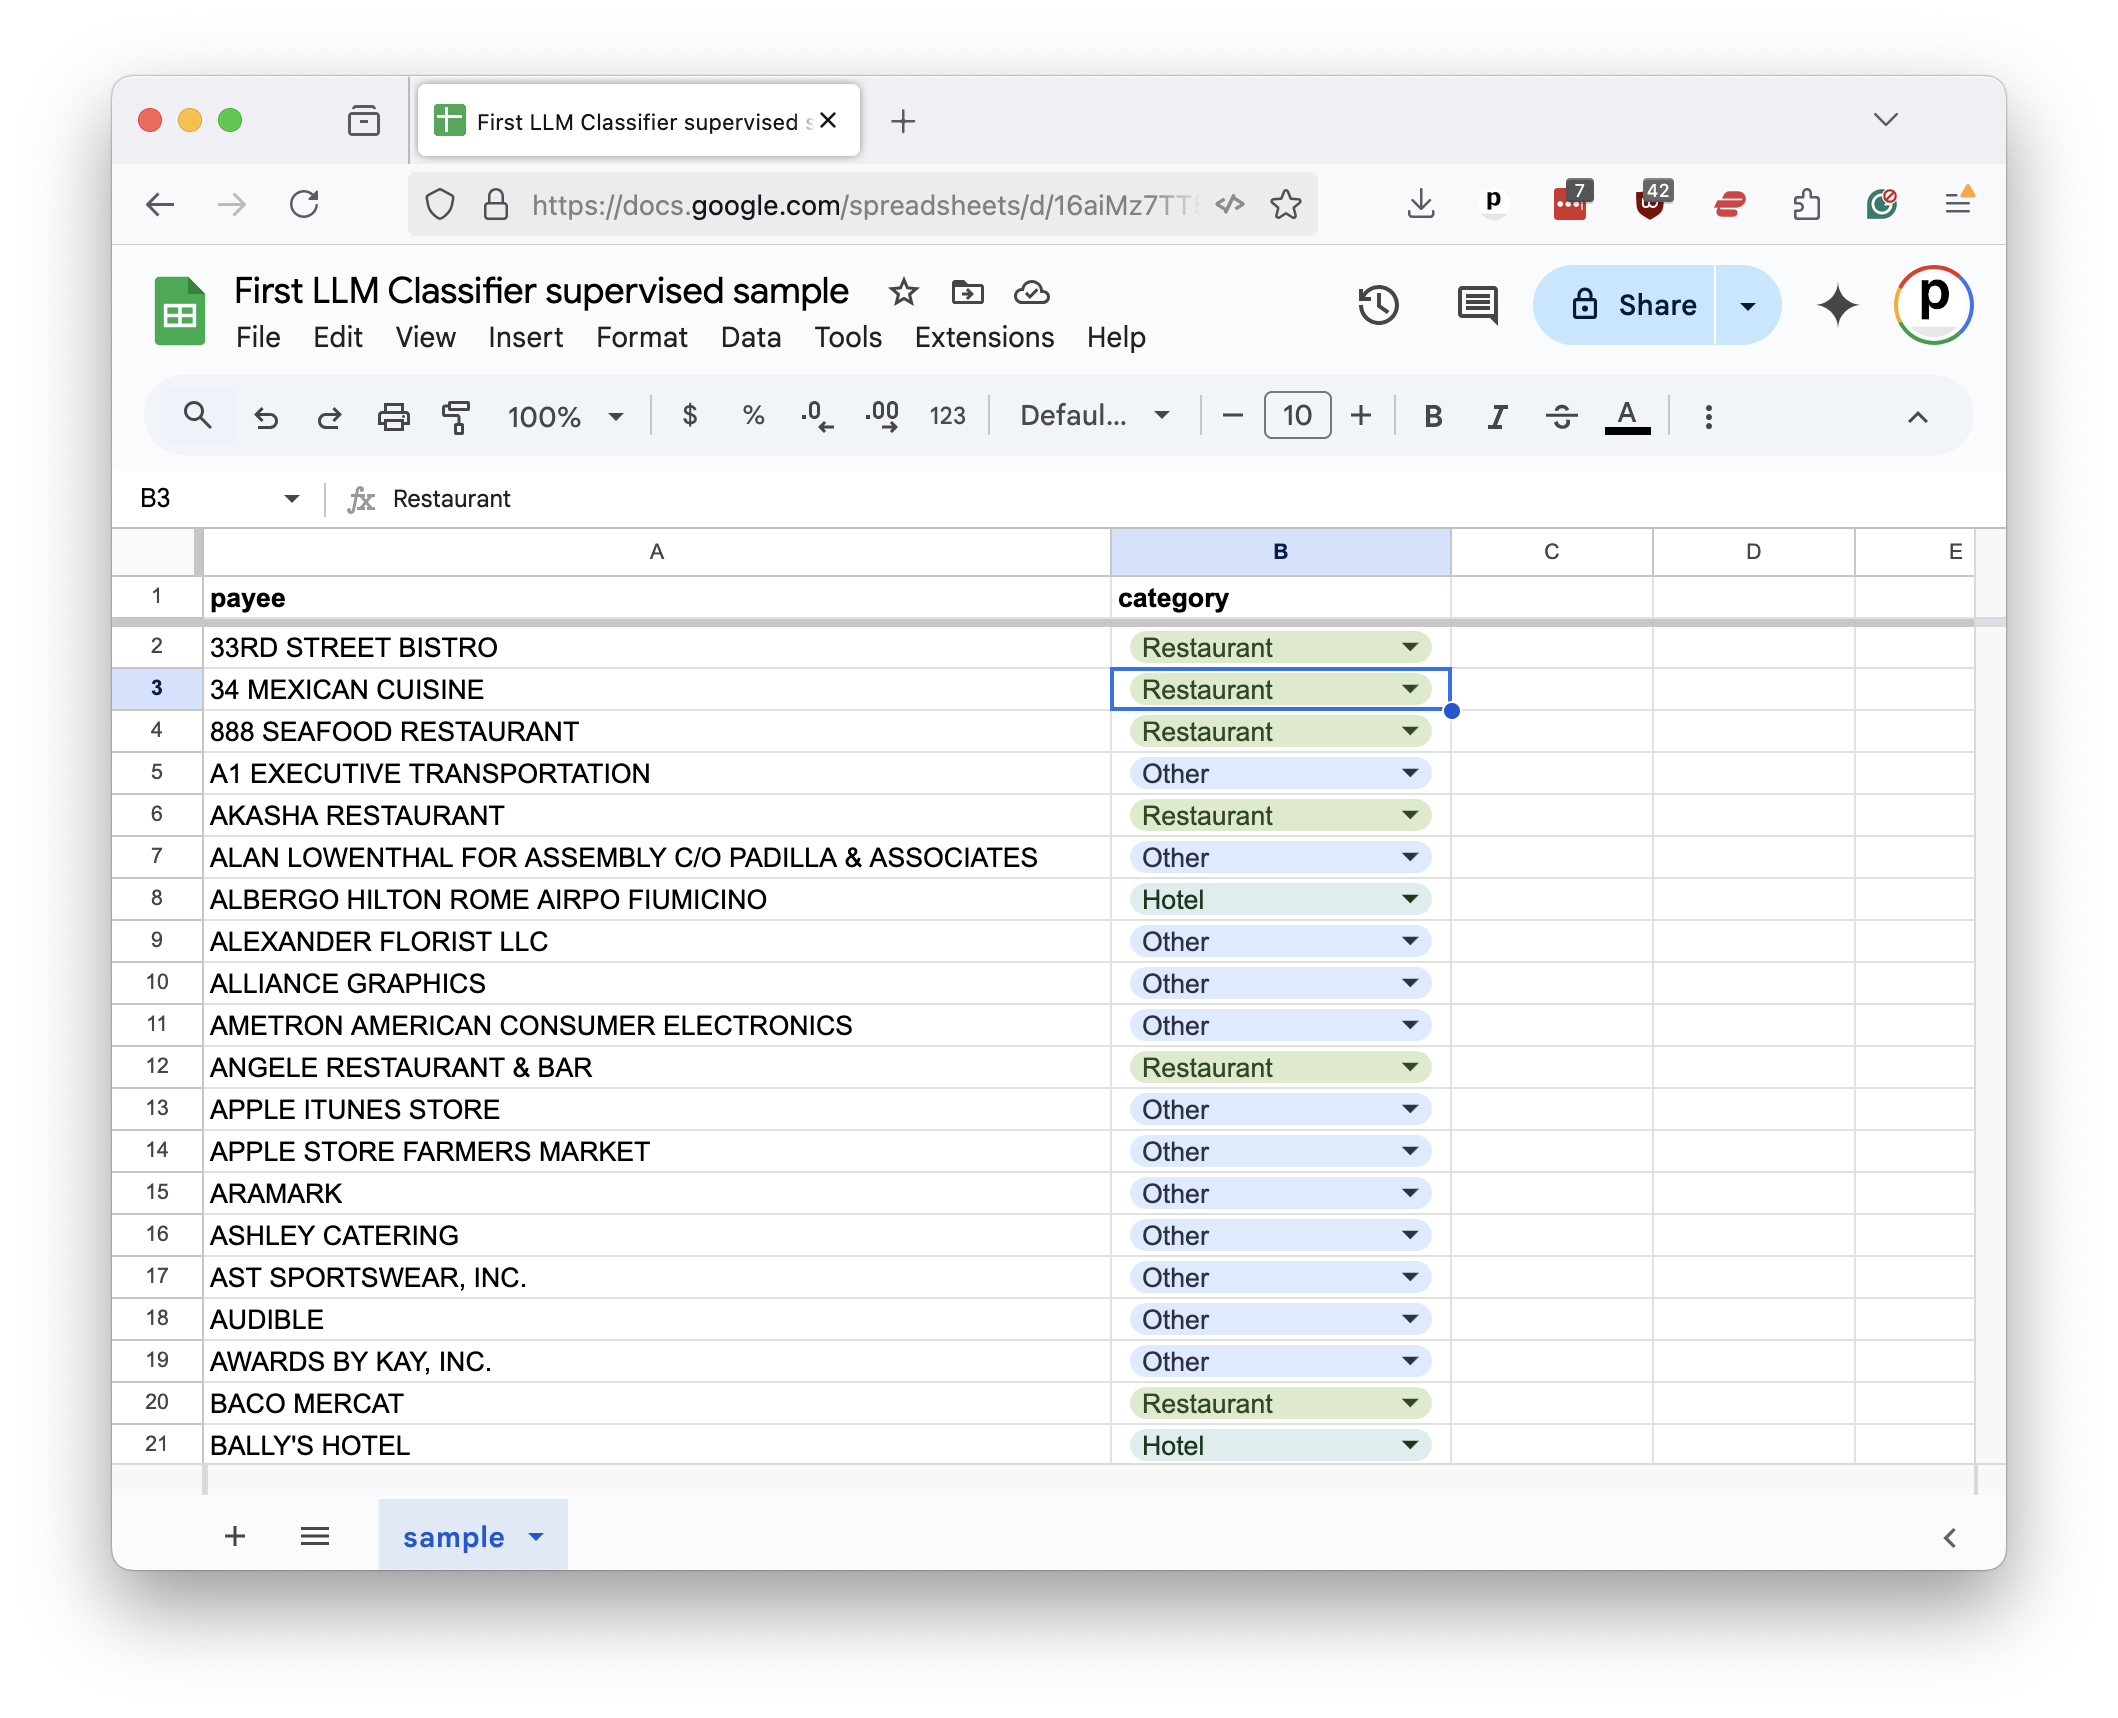 First LLM Classifier supervised
https://docs.google.com/spreadsheets/d/16aiMz7TT
p
7
42
First LLM Classifier supervised sample
File Edit View Insert Format Data Tools Extensions Help
Share
p
100% $ % .0 .00 123 Defaul... − 10 + B I S A
B3 fx Restaurant
A B C D E
1 payee category
2 33RD STREET BISTRO Restaurant
3 34 MEXICAN CUISINE Restaurant
4 888 SEAFOOD RESTAURANT Restaurant
5 A1 EXECUTIVE TRANSPORTATION Other
6 AKASHA RESTAURANT Restaurant
7 ALAN LOWENTHAL FOR ASSEMBLY C/O PADILLA & ASSOCIATES Other
8 ALBERGO HILTON ROME AIRPO FIUMICINO Hotel
9 ALEXANDER FLORIST LLC Other
10 ALLIANCE GRAPHICS Other
11 AMETRON AMERICAN CONSUMER ELECTRONICS Other
12 ANGELE RESTAURANT & BAR Restaurant
13 APPLE ITUNES STORE Other
14 APPLE STORE FARMERS MARKET Other
15 ARAMARK Other
16 ASHLEY CATERING Other
17 AST SPORTSWEAR, INC. Other
18 AUDIBLE Other
19 AWARDS BY KAY, INC. Other
20 BACO MERCAT Restaurant
21 BALLY'S HOTEL Hotel
sample